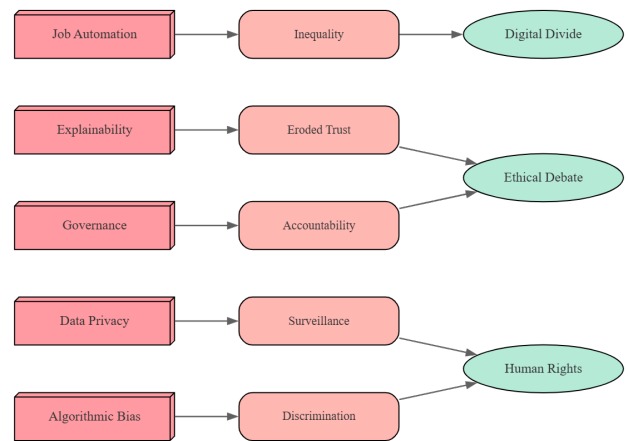 Job Automation
Inequality
Digital Divide
Explainability
Eroded Trust
Ethical Debate
Governance
Accountability
Data Privacy
Surveillance
Human Rights
Algorithmic Bias
Discrimination